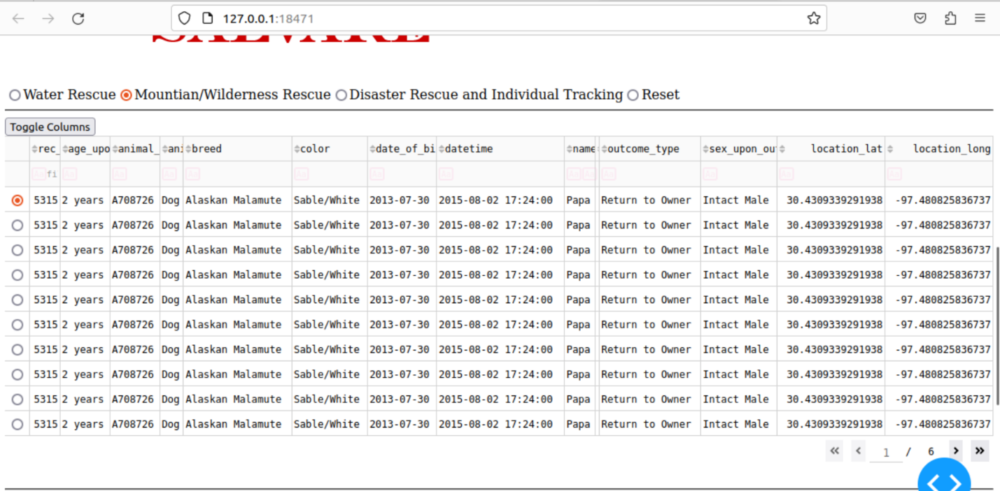 127.0.0.1:18471
Water Rescue Mountian/Wilderness Rescue Disaster Rescue and Individual Tracking Reset
Toggle Columns
rec_ age_upo animal_ ani breed color date_of_bi datetime name outcome_type sex_upon_ou location_lat location_long
Aa fi Aa Aa Aa Aa Aa Aa Aa Aa Aa Aa Aa Aa Aa
5315 2 years A708726 Dog Alaskan Malamute Sable/White 2013-07-30 2015-08-02 17:24:00 Papa Return to Owner Intact Male 30.4309339291938 -97.480825836737
5315 2 years A708726 Dog Alaskan Malamute Sable/White 2013-07-30 2015-08-02 17:24:00 Papa Return to Owner Intact Male 30.4309339291938 -97.480825836737
5315 2 years A708726 Dog Alaskan Malamute Sable/White 2013-07-30 2015-08-02 17:24:00 Papa Return to Owner Intact Male 30.4309339291938 -97.480825836737
5315 2 years A708726 Dog Alaskan Malamute Sable/White 2013-07-30 2015-08-02 17:24:00 Papa Return to Owner Intact Male 30.4309339291938 -97.480825836737
5315 2 years A708726 Dog Alaskan Malamute Sable/White 2013-07-30 2015-08-02 17:24:00 Papa Return to Owner Intact Male 30.4309339291938 -97.480825836737
5315 2 years A708726 Dog Alaskan Malamute Sable/White 2013-07-30 2015-08-02 17:24:00 Papa Return to Owner Intact Male 30.4309339291938 -97.480825836737
5315 2 years A708726 Dog Alaskan Malamute Sable/White 2013-07-30 2015-08-02 17:24:00 Papa Return to Owner Intact Male 30.4309339291938 -97.480825836737
5315 2 years A708726 Dog Alaskan Malamute Sable/White 2013-07-30 2015-08-02 17:24:00 Papa Return to Owner Intact Male 30.4309339291938 -97.480825836737
5315 2 years A708726 Dog Alaskan Malamute Sable/White 2013-07-30 2015-08-02 17:24:00 Papa Return to Owner Intact Male 30.4309339291938 -97.480825836737
5315 2 years A708726 Dog Alaskan Malamute Sable/White 2013-07-30 2015-08-02 17:24:00 Papa Return to Owner Intact Male 30.4309339291938 -97.480825836737
1 / 6